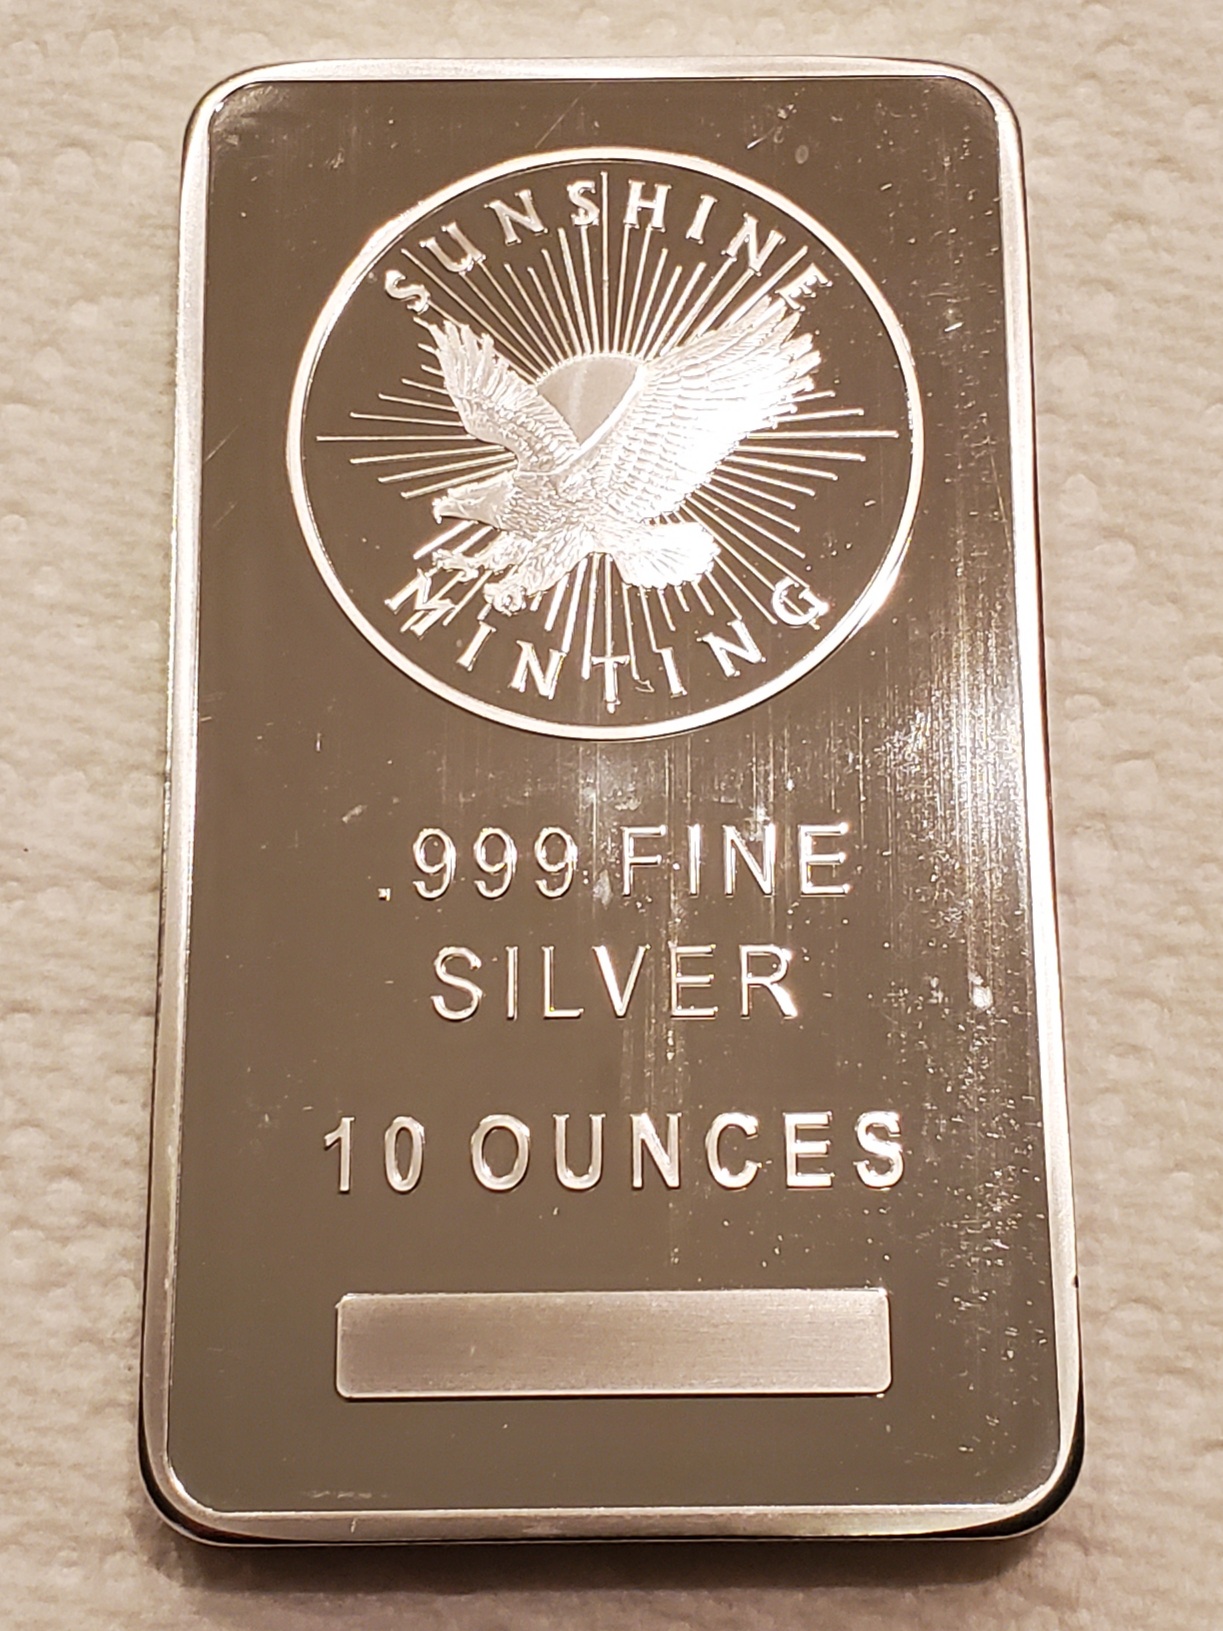 SUNSHINE
MINTING
.999 FINE
SILVER
10 OUNCES